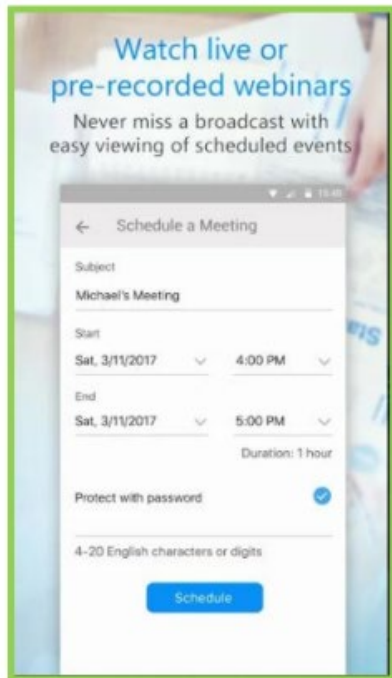 Watch live or
pre-recorded webinars
Never miss a broadcast with
easy viewing of scheduled events
15:45
← Schedule a Meeting
Subject
Michael's Meeting
Start
Sat, 3/11/2017 4:00 PM
End
Sat, 3/11/2017 5:00 PM
Duration: 1 hour
Protect with password
4-20 English characters or digits
Schedule